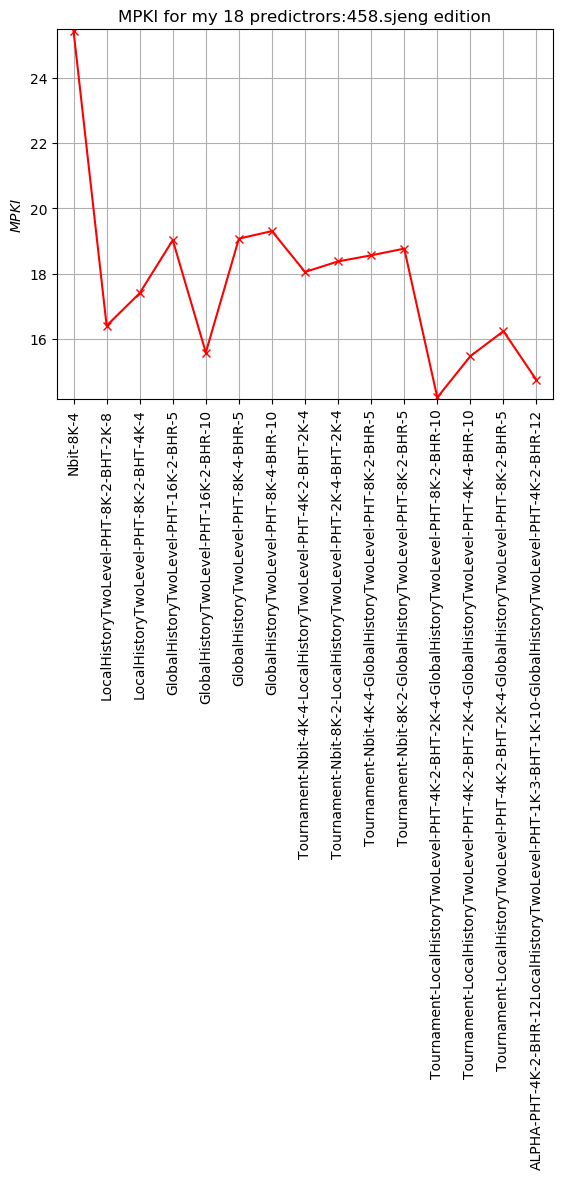 MPKI for my 18 predictrors:458.sjeng edition
24
22
20
18
16
MPKI
Nbit-8K-4
LocalHistoryTwoLevel-PHT-8K-2-BHT-2K-8
LocalHistoryTwoLevel-PHT-8K-2-BHT-4K-4
GlobalHistoryTwoLevel-PHT-16K-2-BHR-5
GlobalHistoryTwoLevel-PHT-16K-2-BHR-10
GlobalHistoryTwoLevel-PHT-8K-4-BHR-5
GlobalHistoryTwoLevel-PHT-8K-4-BHR-10
Tournament-Nbit-4K-4-LocalHistoryTwoLevel-PHT-4K-2-BHT-2K-4
Tournament-Nbit-8K-2-LocalHistoryTwoLevel-PHT-2K-4-BHT-2K-4
Tournament-Nbit-4K-4-GlobalHistoryTwoLevel-PHT-8K-2-BHR-5
Tournament-Nbit-8K-2-GlobalHistoryTwoLevel-PHT-8K-2-BHR-5
Tournament-LocalHistoryTwoLevel-PHT-4K-2-BHT-2K-4-GlobalHistoryTwoLevel-PHT-8K-2-BHR-10
Tournament-LocalHistoryTwoLevel-PHT-4K-2-BHT-2K-4-GlobalHistoryTwoLevel-PHT-4K-4-BHR-10
Tournament-LocalHistoryTwoLevel-PHT-4K-2-BHT-2K-4-GlobalHistoryTwoLevel-PHT-8K-2-BHR-5
ALPHA-PHT-4K-2-BHR-12LocalHistoryTwoLevel-PHT-1K-3-BHT-1K-10-GlobalHistoryTwoLevel-PHT-4K-2-BHR-12